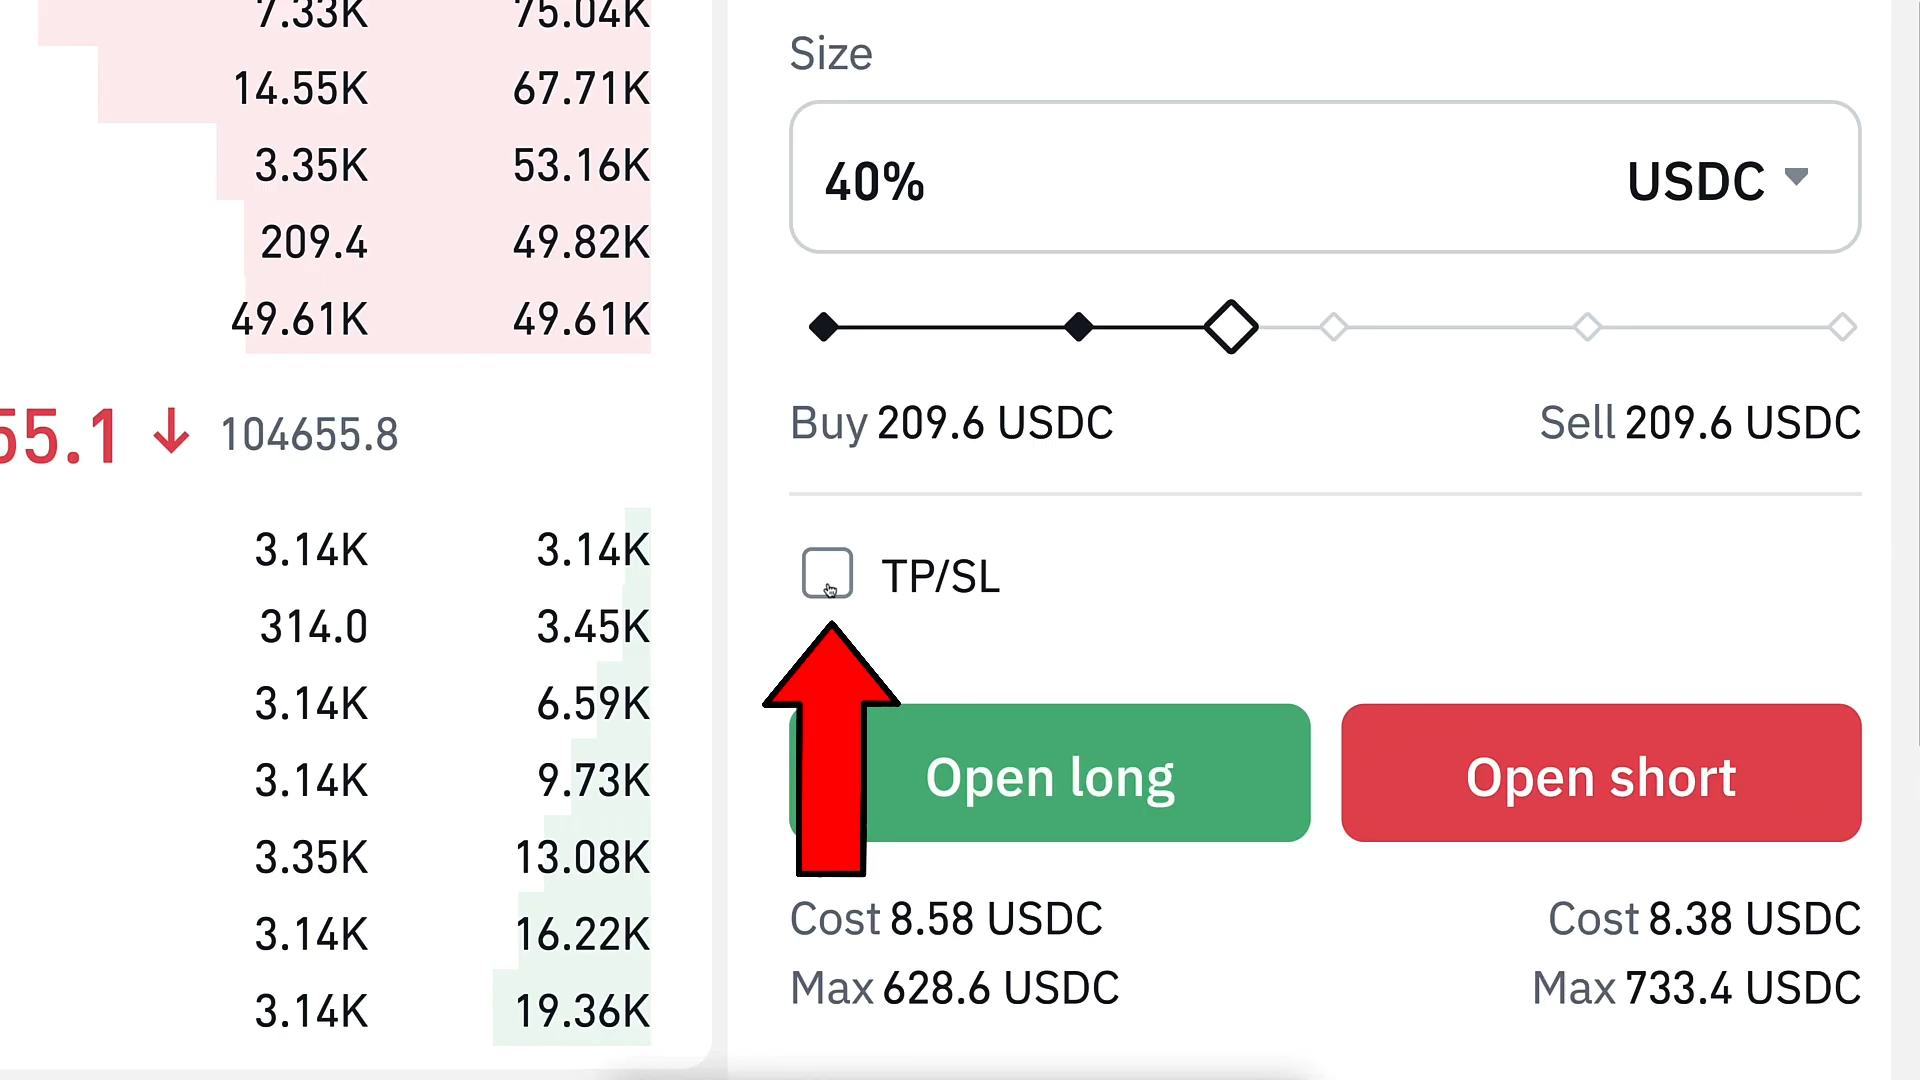 7.33K 75.04K
14.55K 67.71K
3.35K 53.16K
209.4 49.82K
49.61K 49.61K
55.1 ↓ 104655.8
3.14K 3.14K
314.0 3.45K
3.14K 6.59K
3.14K 9.73K
3.35K 13.08K
3.14K 16.22K
3.14K 19.36K
Size
40% USDC
Buy 209.6 USDC Sell 209.6 USDC
TP/SL
Open long Open short
Cost 8.58 USDC Cost 8.38 USDC
Max 628.6 USDC Max 733.4 USDC